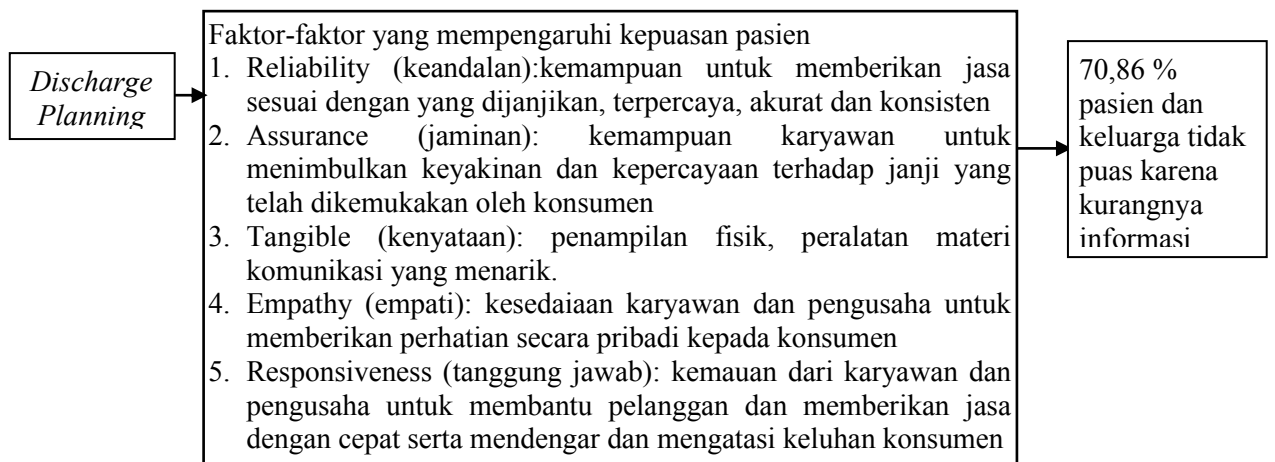 Discharge
Planning
Faktor-faktor yang mempengaruhi kepuasan pasien
1. Reliability (keandalan):kemampuan untuk memberikan jasa
sesuai dengan yang dijanjikan, terpercaya, akurat dan konsisten
2. Assurance (jaminan): kemampuan karyawan untuk
menimbulkan keyakinan dan kepercayaan terhadap janji yang
telah dikemukakan oleh konsumen
3. Tangible (kenyataan): penampilan fisik, peralatan materi
komunikasi yang menarik.
4. Empathy (empati): kesedaiaan karyawan dan pengusaha untuk
memberikan perhatian secara pribadi kepada konsumen
5. Responsiveness (tanggung jawab): kemauan dari karyawan dan
pengusaha untuk membantu pelanggan dan memberikan jasa
dengan cepat serta mendengar dan mengatasi keluhan konsumen
70,86 %
pasien dan
keluarga tidak
puas karena
kurangnya
informasi